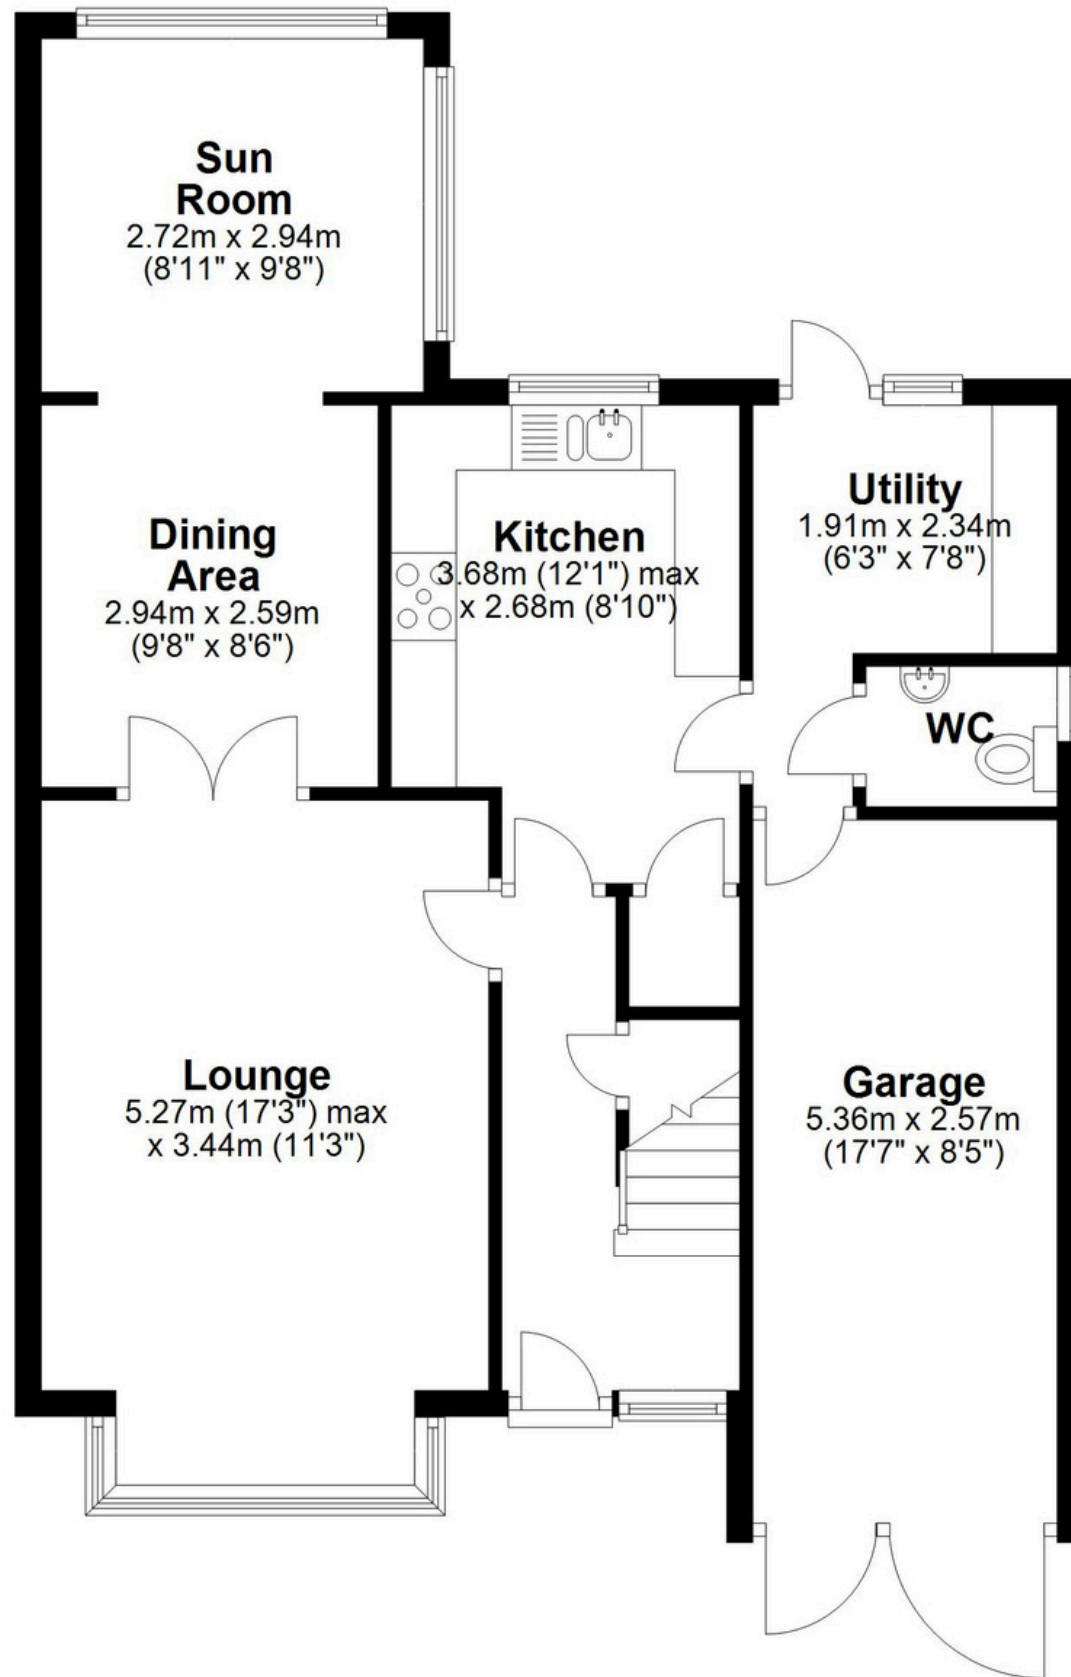 Sun
Room
2.72m x 2.94m
(8'11" x 9'8")
Dining
Area
2.94m x 2.59m
(9'8" x 8'6")
Kitchen
3.68m (12'1") max
x 2.68m (8'10")
Utility
1.91m x 2.34m
(6'3" x 7'8")
WC
Lounge
5.27m (17'3") max
x 3.44m (11'3")
Garage
5.36m x 2.57m
(17'7" x 8'5")